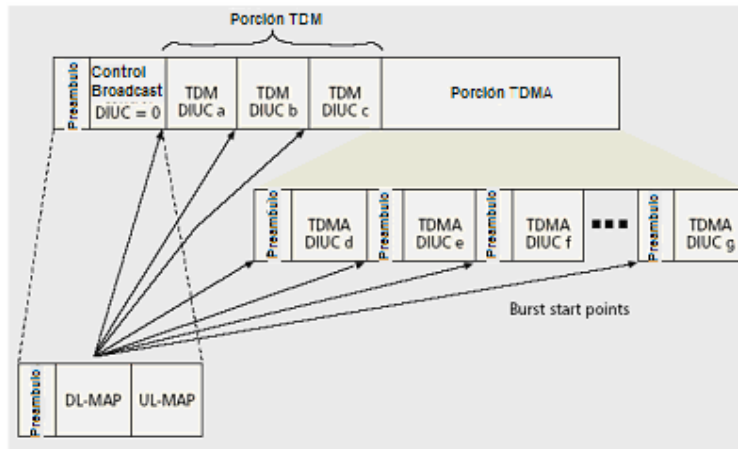 Porción TDM
Preambulo
Control
Broadcast
DIUC = 0
TDM
DIUC a
TDM
DIUC b
TDM
DIUC c
Porción TDMA
Preambulo
TDMA
DIUC d
Preambulo
TDMA
DIUC e
Preambulo
TDMA
DIUC f
Preambulo
TDMA
DIUC g
Burst start points
Preambulo
DL-MAP
UL-MAP